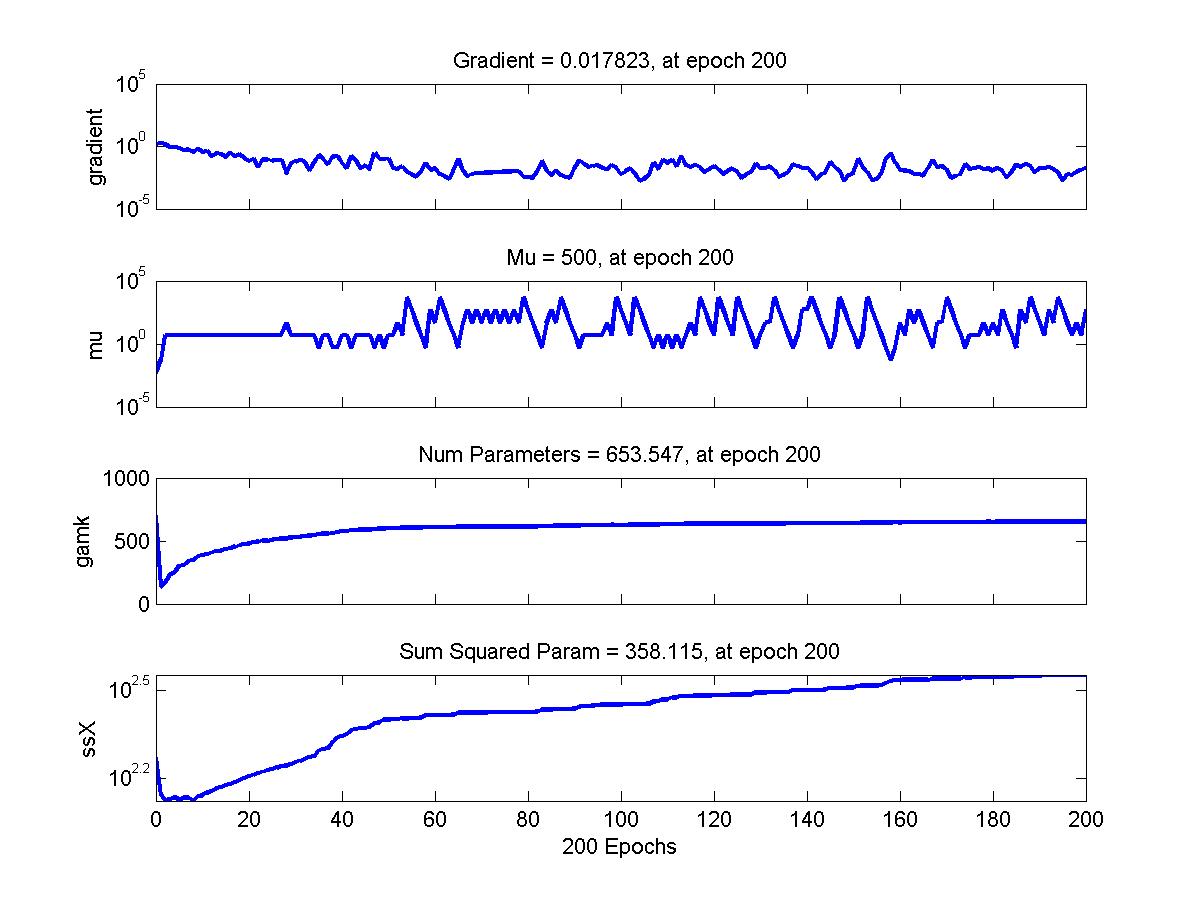 Gradient = 0.017823, at epoch 200
10^5
10^0
10^-5
gradient
Mu = 500, at epoch 200
10^5
10^0
10^-5
mu
Num Parameters = 653.547, at epoch 200
1000
500
0
gamk
Sum Squared Param = 358.115, at epoch 200
10^2.5
10^2.2
ssX
0 20 40 60 80 100 120 140 160 180 200
200 Epochs